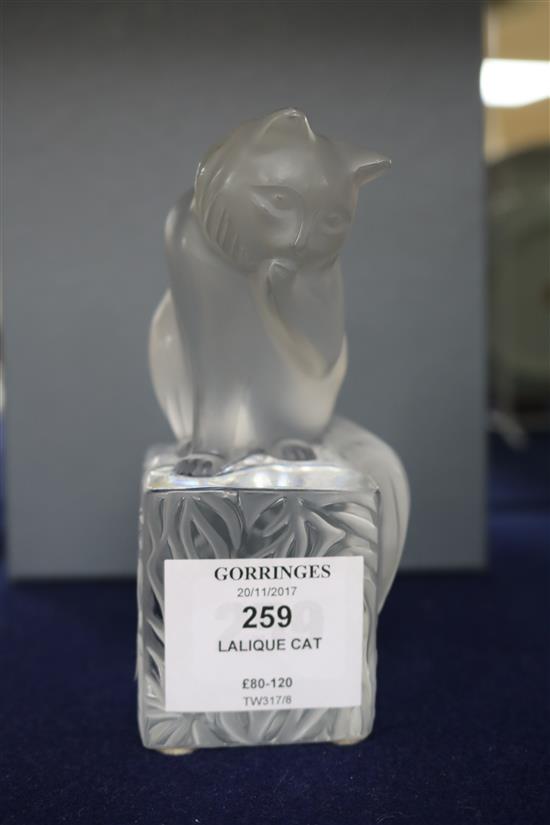 GORRINGES
20/11/2017
259
LALIQUE CAT
£80-120
TW317/8